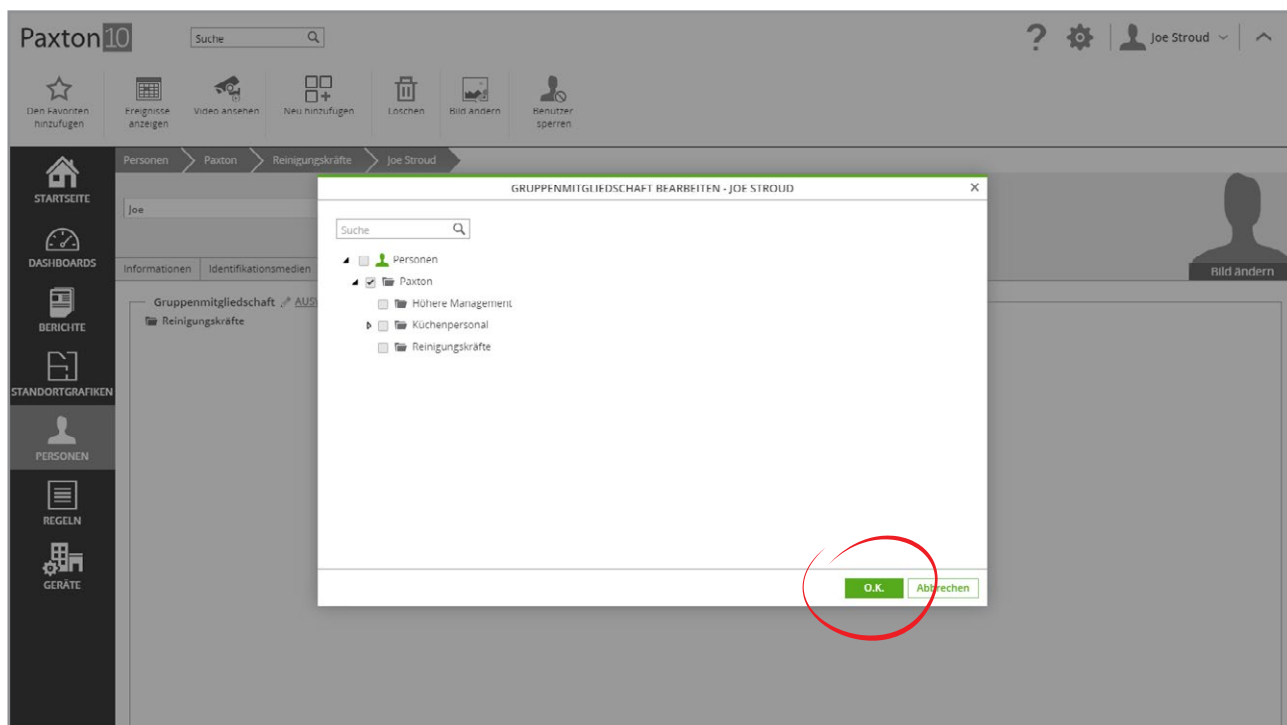 Paxton10
Suche
Joe Stroud
Den Favoriten
hinzufügen
Ereignisse
anzeigen
Video ansehen
Neu hinzufügen
Löschen
Bild ändern
Benutzer
sperren
Personen
Paxton
Reinigungskräfte
Joe Stroud
STARTSEITE
DASHBOARDS
BERICHTE
STANDORTGRAFIKEN
PERSONEN
REGELN
GERÄTE
Joe
Informationen
Identifikationsmedien
Bild ändern
Gruppenmitgliedschaft
AUS
Reinigungskräfte
GRUPPENMITGLIEDSCHAFT BEARBEITEN - JOE STROUD
Suche
Personen
Paxton
Höhere Management
Küchenpersonal
Reinigungskräfte
O.K.
Abbrechen